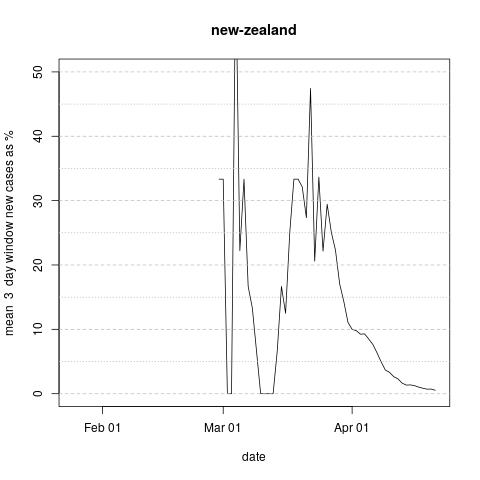 new-zealand
mean  3  day window new cases as %
50
40
30
20
10
0
Feb 01
Mar 01
Apr 01
date